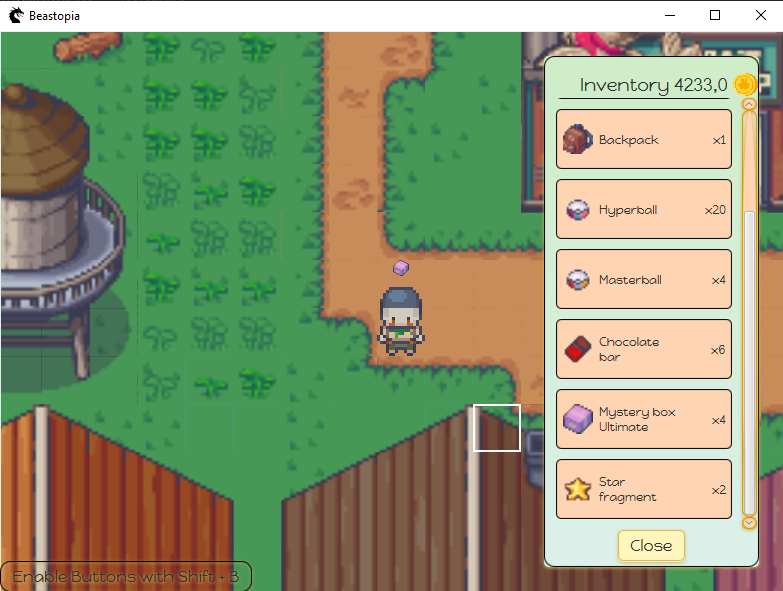 Beastopia
Inventory 4233,0
Backpack x1
Hyperball x20
Masterball x4
Chocolate
bar x6
Mystery box
Ultimate x4
Star
fragment x2
Close
Enable Buttons with Shift + B